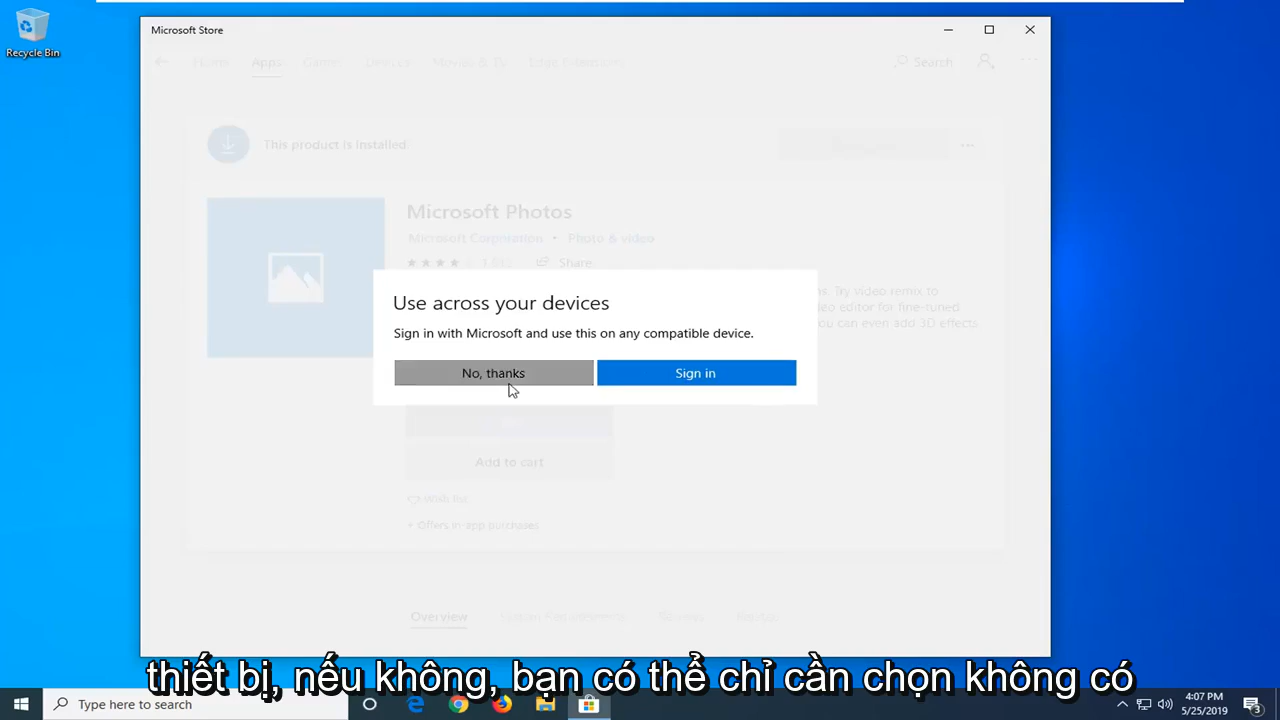 Microsoft Store
Recycle Bin
Home Apps Games Devices Movies & TV Edge Extensions Search
This product is installed
Microsoft Photos
Microsoft Corporation • Photo & video
Share
ns. Try video remix to
deo editor for fine-tuned
you can even add 3D effects
Use across your devices
Sign in with Microsoft and use this on any compatible device.
No, thanks Sign in
Add to cart
Wish list
+ Offers in-app purchases
Overview System Requirements Reviews Related
thiết bị, nếu không, bạn có thể chỉ cần chọn không có
Type here to search
4:07 PM
5/25/2019
3